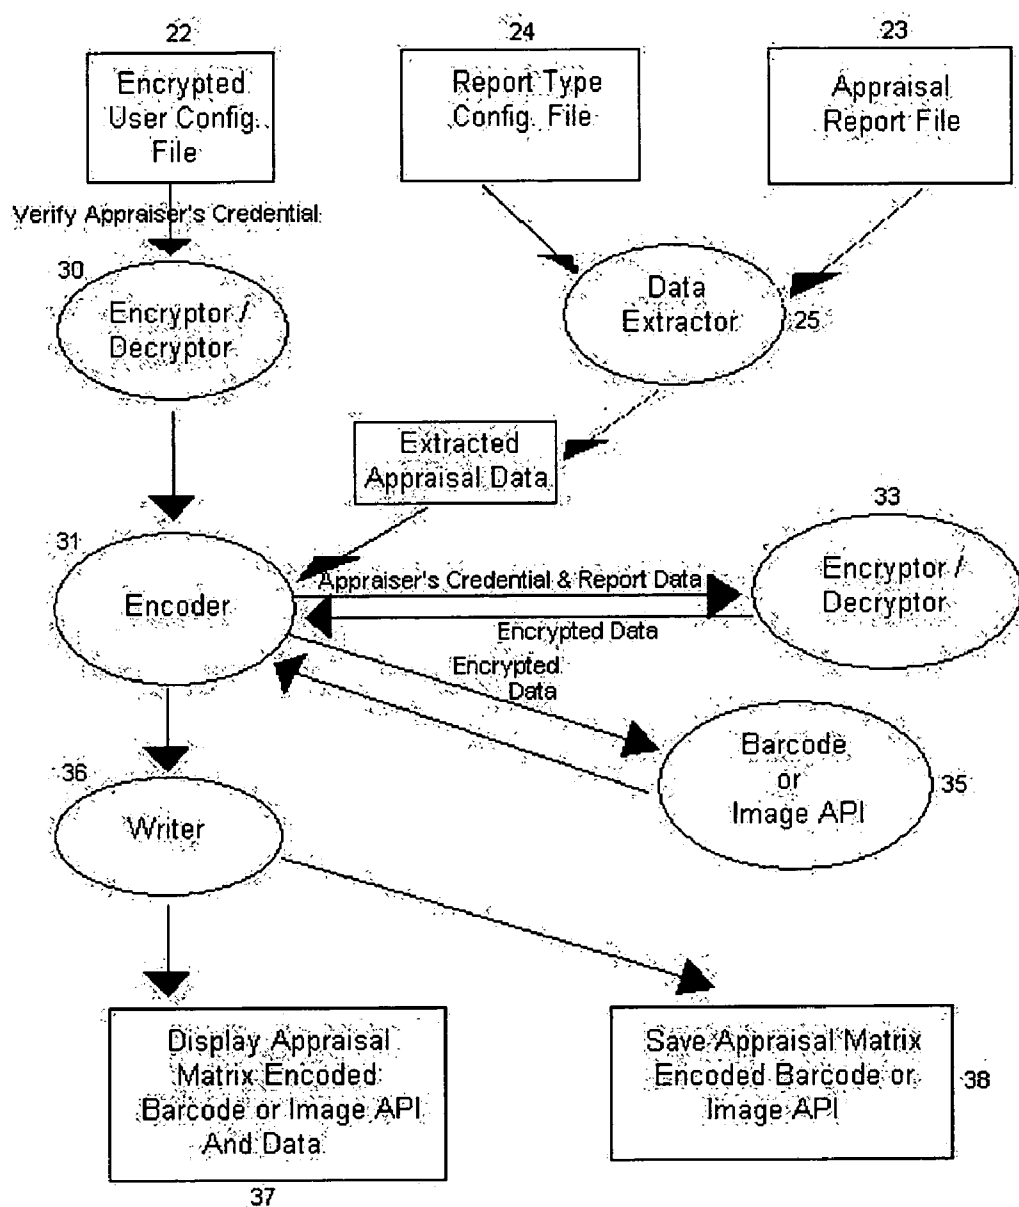 22
24
23
Encrypted
User Config.
File
Report Type
Config. File
Appraisal
Report File
Verify Appraiser's Credential
30
Encryptor /
Decryptor
Data
Extractor
25
Extracted
Appraisal Data
31
Encoder
33
Encryptor /
Decryptor
Appraiser's Credential & Report Data
Encrypted Data
Encrypted
Data
Barcode
or
Image API
35
36
Writer
Display Appraisal
Matrix Encoded
Barcode or Image API
And Data
37
Save Appraisal Matrix
Encoded Barcode or
Image API
38